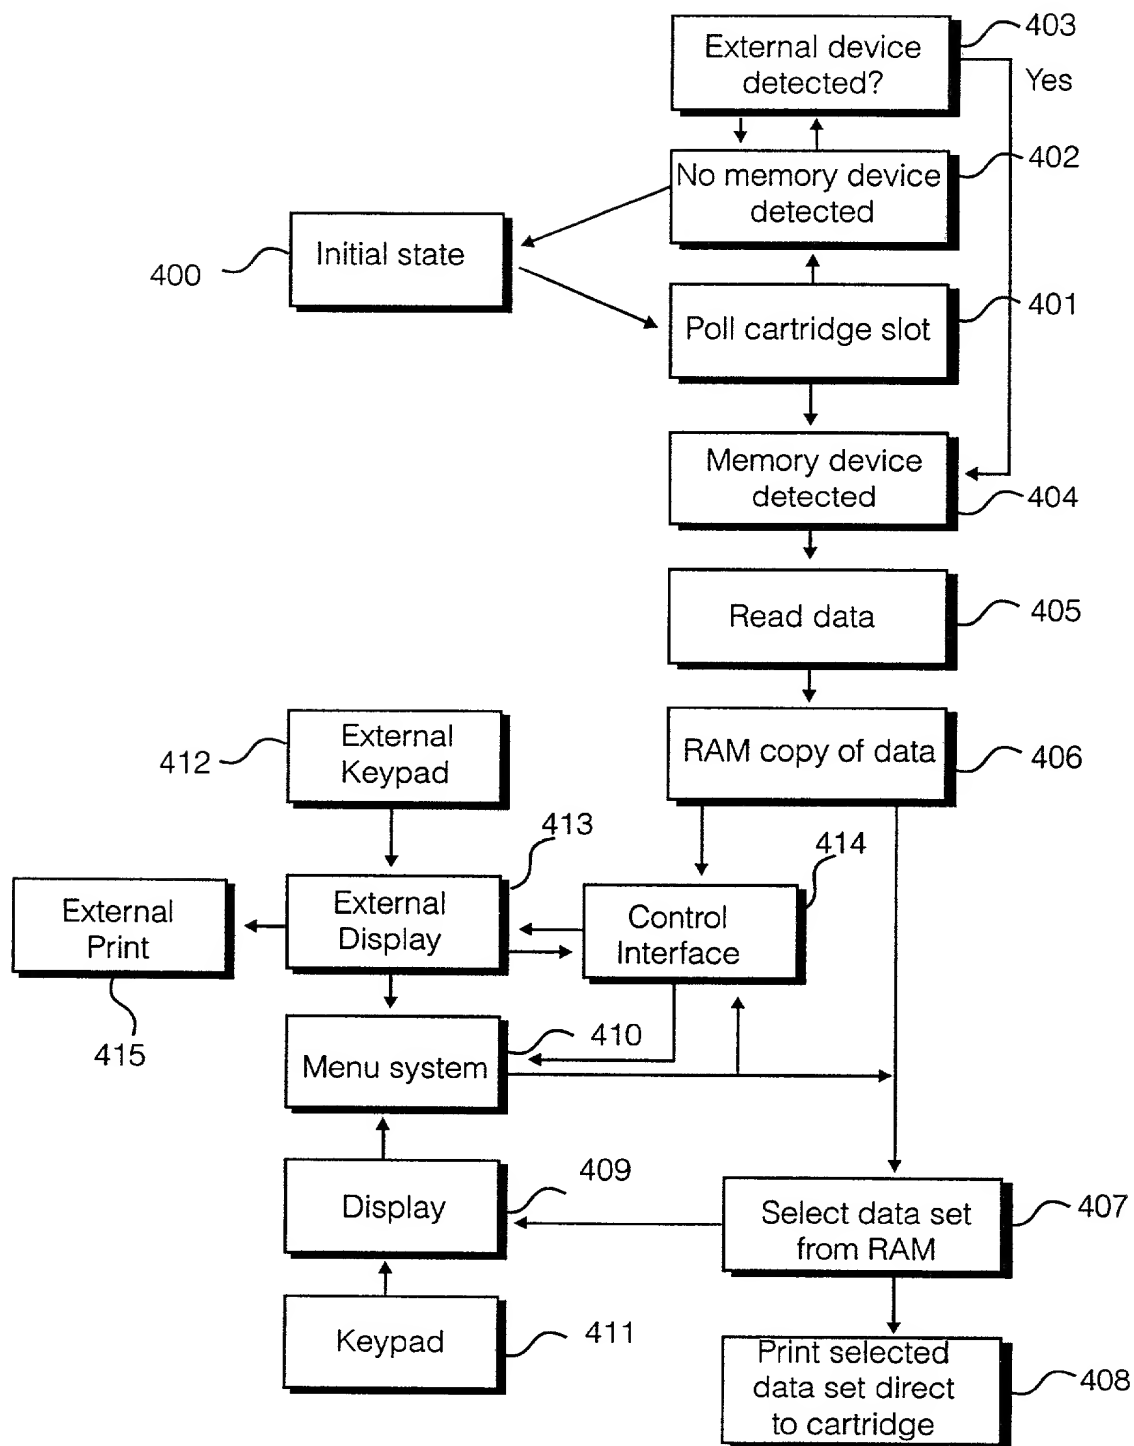 External device
detected?
403
Yes
No memory device
detected
402
Initial state
400
Poll cartridge slot
401
Memory device
detected
404
Read data
405
RAM copy of data
406
External
Keypad
412
External
Display
413
Control
Interface
414
External
Print
415
Menu system
410
Display
409
Select data set
from RAM
407
Keypad
411
Print selected
data set direct
to cartridge
408